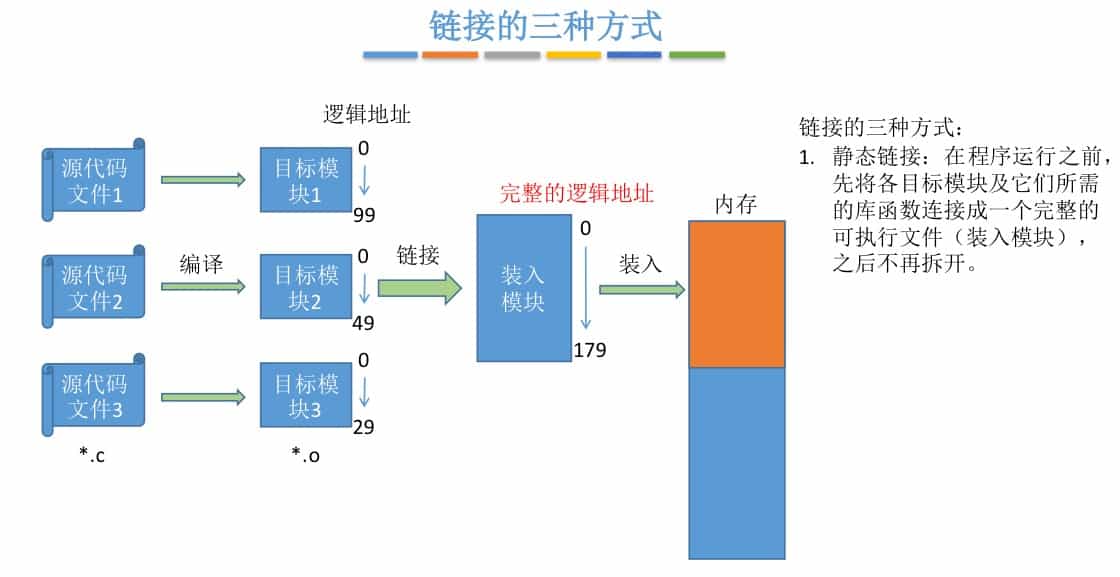 链接的三种方式
逻辑地址
源代码
文件1
目标模
块1
0
99
源代码
文件2
编译
目标模
块2
0
49
源代码
文件3
目标模
块3
0
29
*.c
*.o
链接
完整的逻辑地址
装入
模块
0
179
装入
内存
链接的三种方式：
1. 静态链接：在程序运行之前，
先将各目标模块及它们所需
的库函数连接成一个完整的
可执行文件（装入模块），
之后不再拆开。